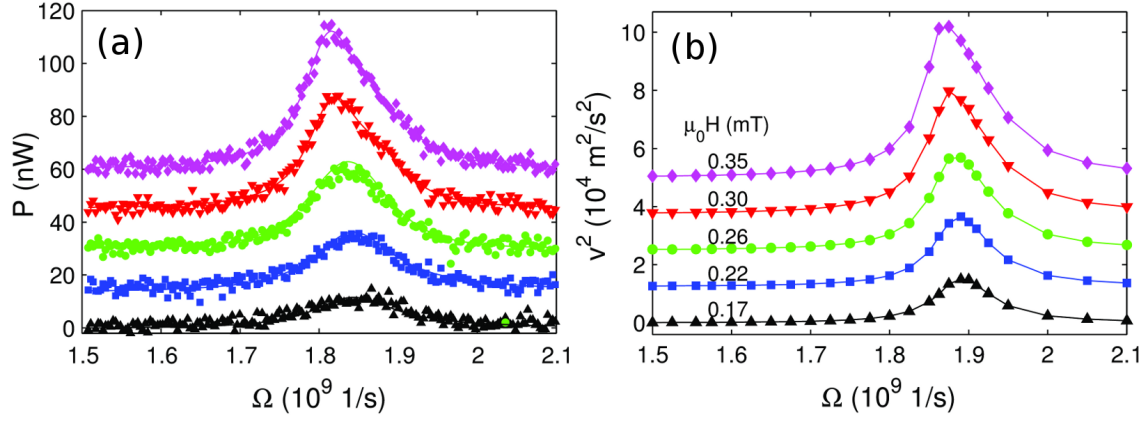 (a)
120
100
80
60
40
20
0
P (nW)
1.5 1.6 1.7 1.8 1.9 2 2.1
Ω (10⁹ 1/s)
(b)
10
8
6
4
2
0
v² (10⁴ m²/s²)
μ₀H (mT)
0.35
0.30
0.26
0.22
0.17
1.5 1.6 1.7 1.8 1.9 2 2.1
Ω (10⁹ 1/s)